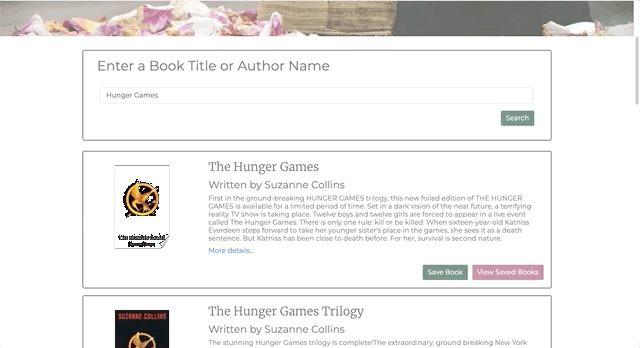 Enter a Book Title or Author Name
Hunger Games
Search
The Hunger Games
Written by Suzanne Collins
First in the ground-breaking HUNGER GAMES trilogy, this new foiled edition of THE HUNGER
GAMES is available for a limited period of time. Set in a dark vision of the near future, a terrifying
reality TV show is taking place. Twelve boys and twelve girls are forced to appear in a live event
called The Hunger Games. There is only one rule: kill or be killed. When sixteen-year-old Katniss
Everdeen steps forward to take her younger sister's place in the games, she sees it as a death
sentence. But Katniss has been close to death before. For her, survival is second nature.
More details...
Save Book
View Saved Books
SUZANNE COLLINS
The Hunger Games Trilogy
Written by Suzanne Collins
The stunning Hunger Games trilogy is complete!The extraordinary, ground breaking New York